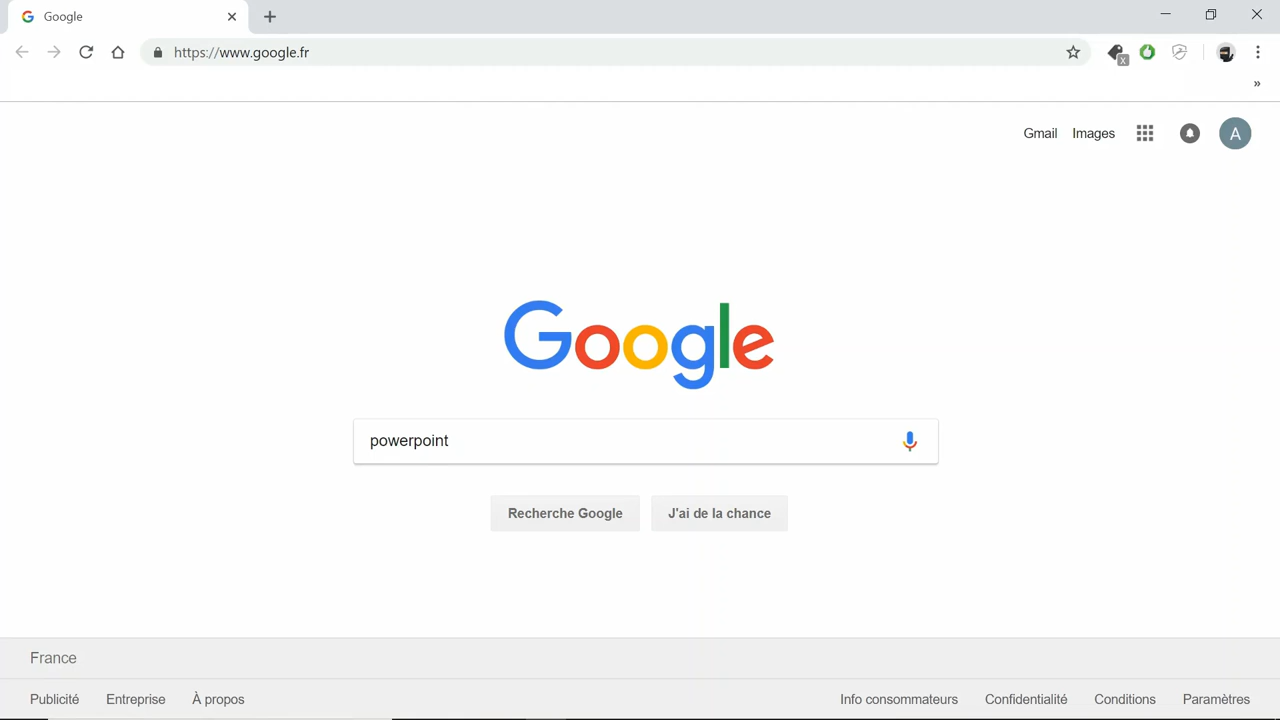 Google
https://www.google.fr
X
»
Gmail Images A
Google
powerpoint
Recherche Google J'ai de la chance
France
Publicité Entreprise À propos Info consommateurs Confidentialité Conditions Paramètres